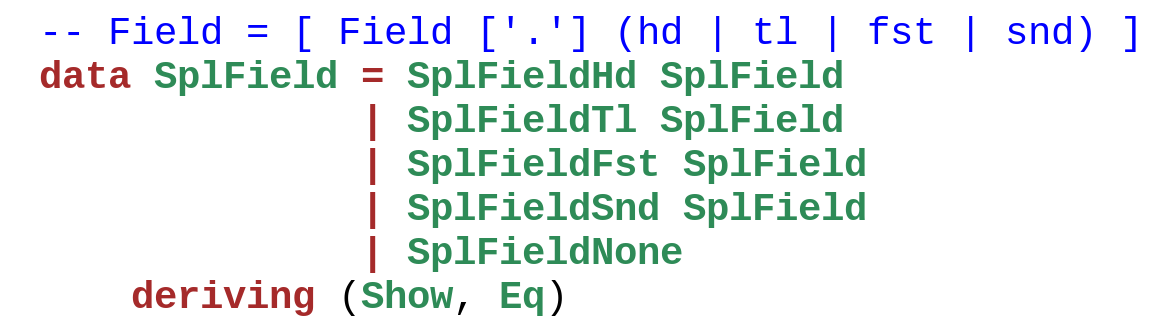 -- Field = [ Field ['.'] (hd | tl | fst | snd) ]
data SplField = SplFieldHd SplField
              | SplFieldTl SplField
              | SplFieldFst SplField
              | SplFieldSnd SplField
              | SplFieldNone
    deriving (Show, Eq)